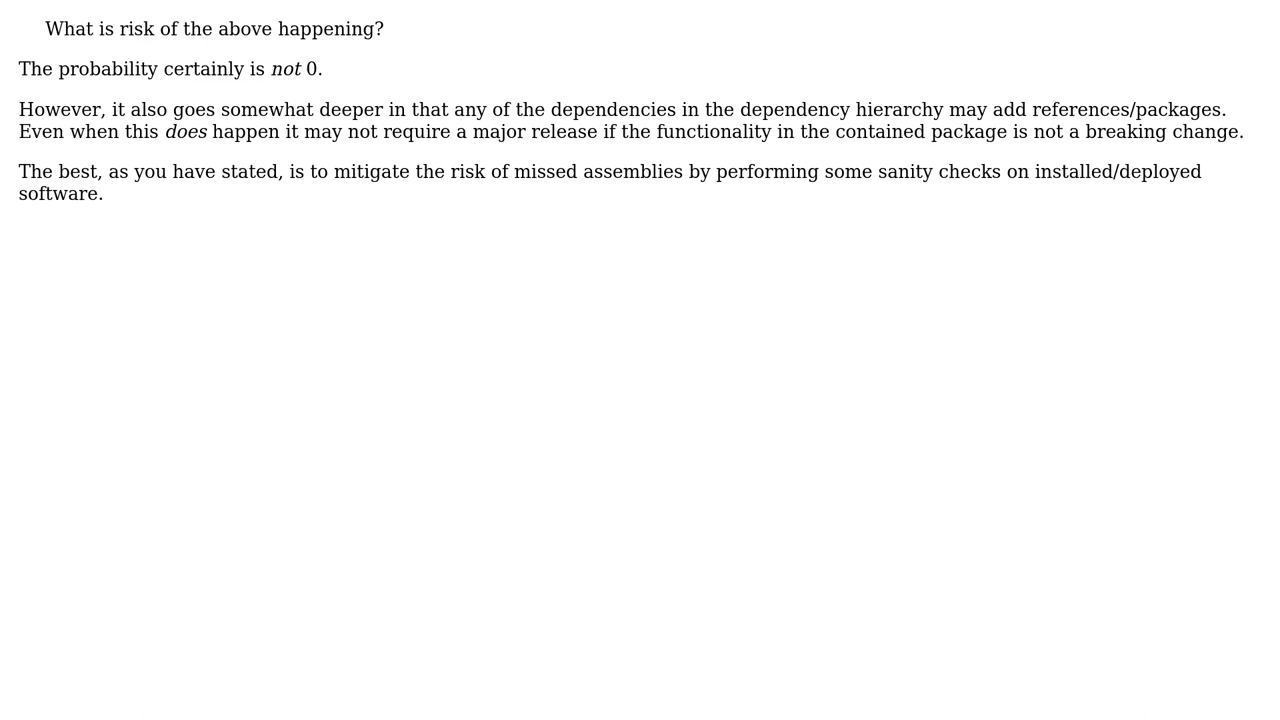 What is risk of the above happening?
The probability certainly is not 0.
However, it also goes somewhat deeper in that any of the dependencies in the dependency hierarchy may add references/packages.
Even when this does happen it may not require a major release if the functionality in the contained package is not a breaking change.
The best, as you have stated, is to mitigate the risk of missed assemblies by performing some sanity checks on installed/deployed
software.